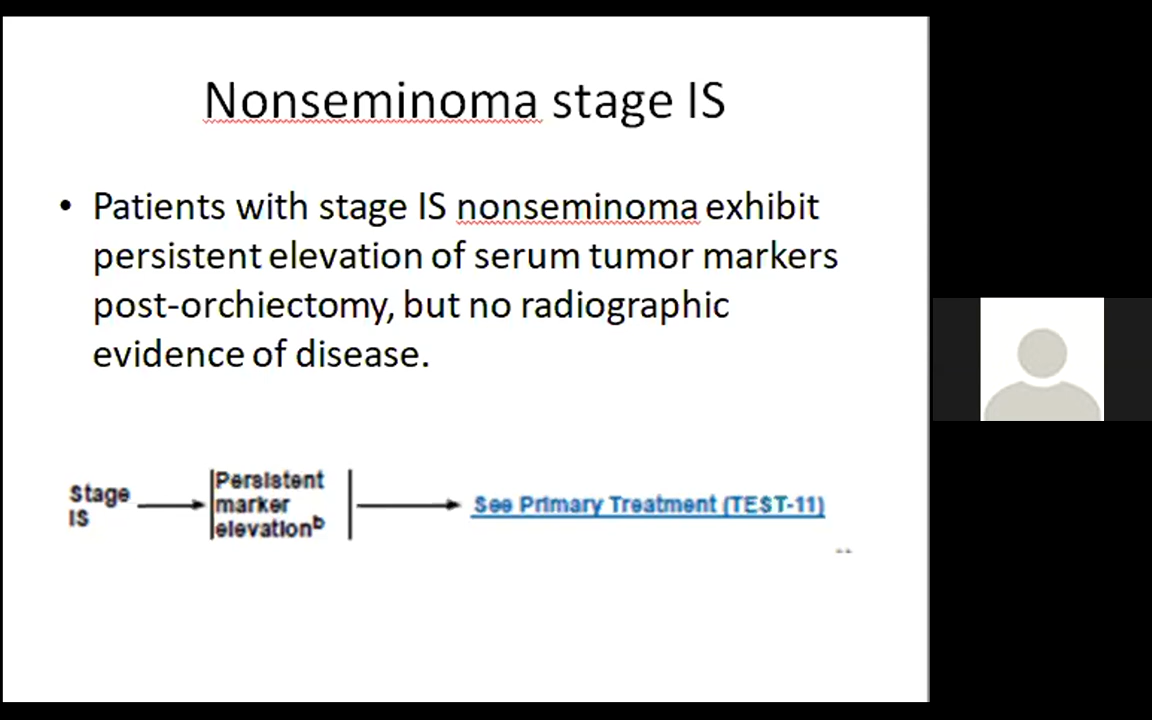 Nonseminoma stage IS
• Patients with stage IS nonseminoma exhibit
persistent elevation of serum tumor markers
post-orchiectomy, but no radiographic
evidence of disease.
Stage
IS
Persistent
marker
elevationb
See Primary Treatment (TEST-11)